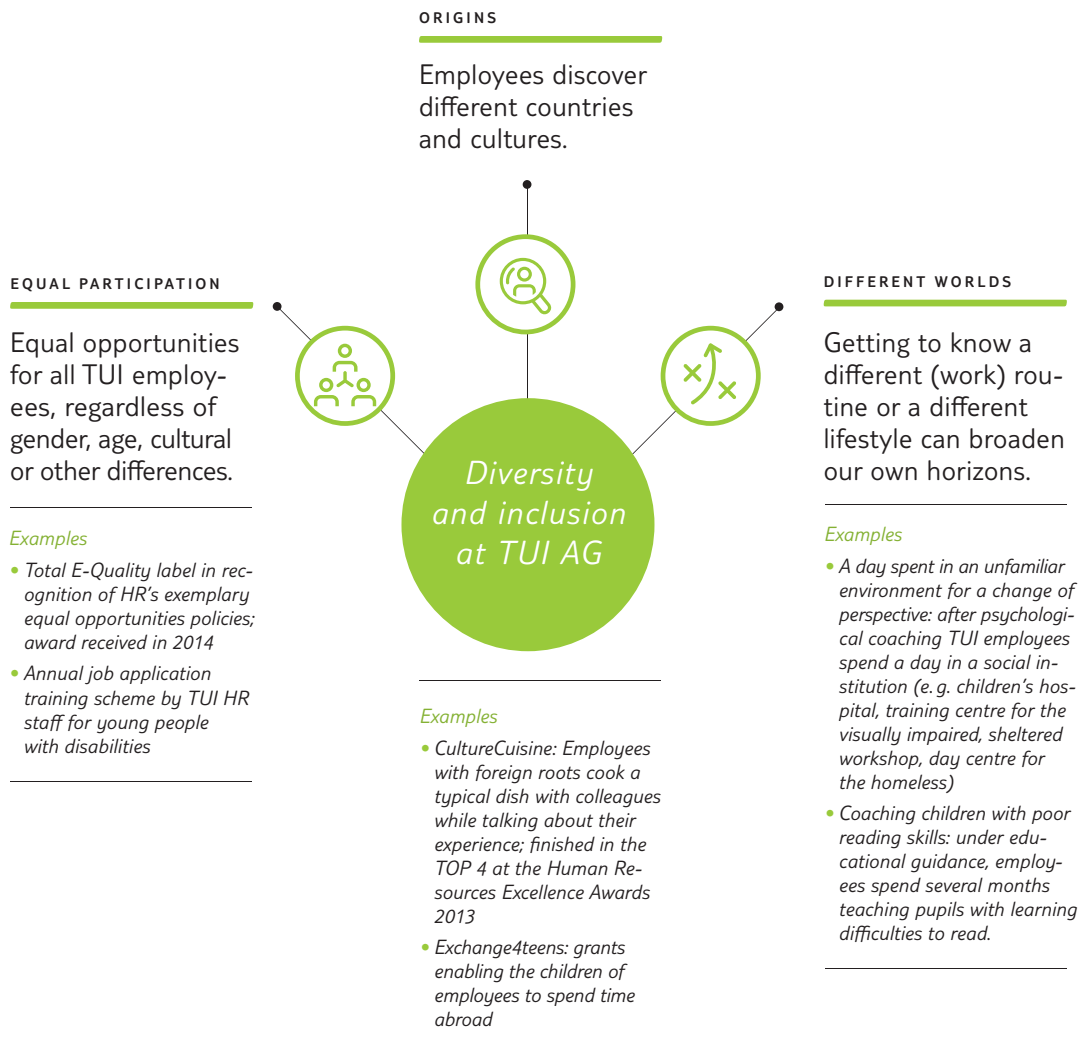 ORIGINS
Employees discover
different countries
and cultures.
EQUAL PARTICIPATION
Equal opportunities
for all TUI employ-
ees, regardless of
gender, age, cultural
or other differences.
Examples
• Total E-Quality label in rec-
ognition of HR's exemplary
equal opportunities policies;
award received in 2014
• Annual job application
training scheme by TUI HR
staff for young people
with disabilities
Diversity
and inclusion
at TUI AG
Examples
• CultureCuisine: Employees
with foreign roots cook a
typical dish with colleagues
while talking about their
experience; finished in the
TOP 4 at the Human Re-
sources Excellence Awards
2013
• Exchange4teens: grants
enabling the children of
employees to spend time
abroad
DIFFERENT WORLDS
Getting to know a
different (work) rou-
tine or a different
lifestyle can broaden
our own horizons.
Examples
• A day spent in an unfamiliar
environment for a change of
perspective: after psychologi-
cal coaching TUI employees
spend a day in a social in-
stitution (e. g. children's hos-
pital, training centre for the
visually impaired, sheltered
workshop, day centre for
the homeless)
• Coaching children with poor
reading skills: under edu-
cational guidance, employ-
ees spend several months
teaching pupils with learning
difficulties to read.